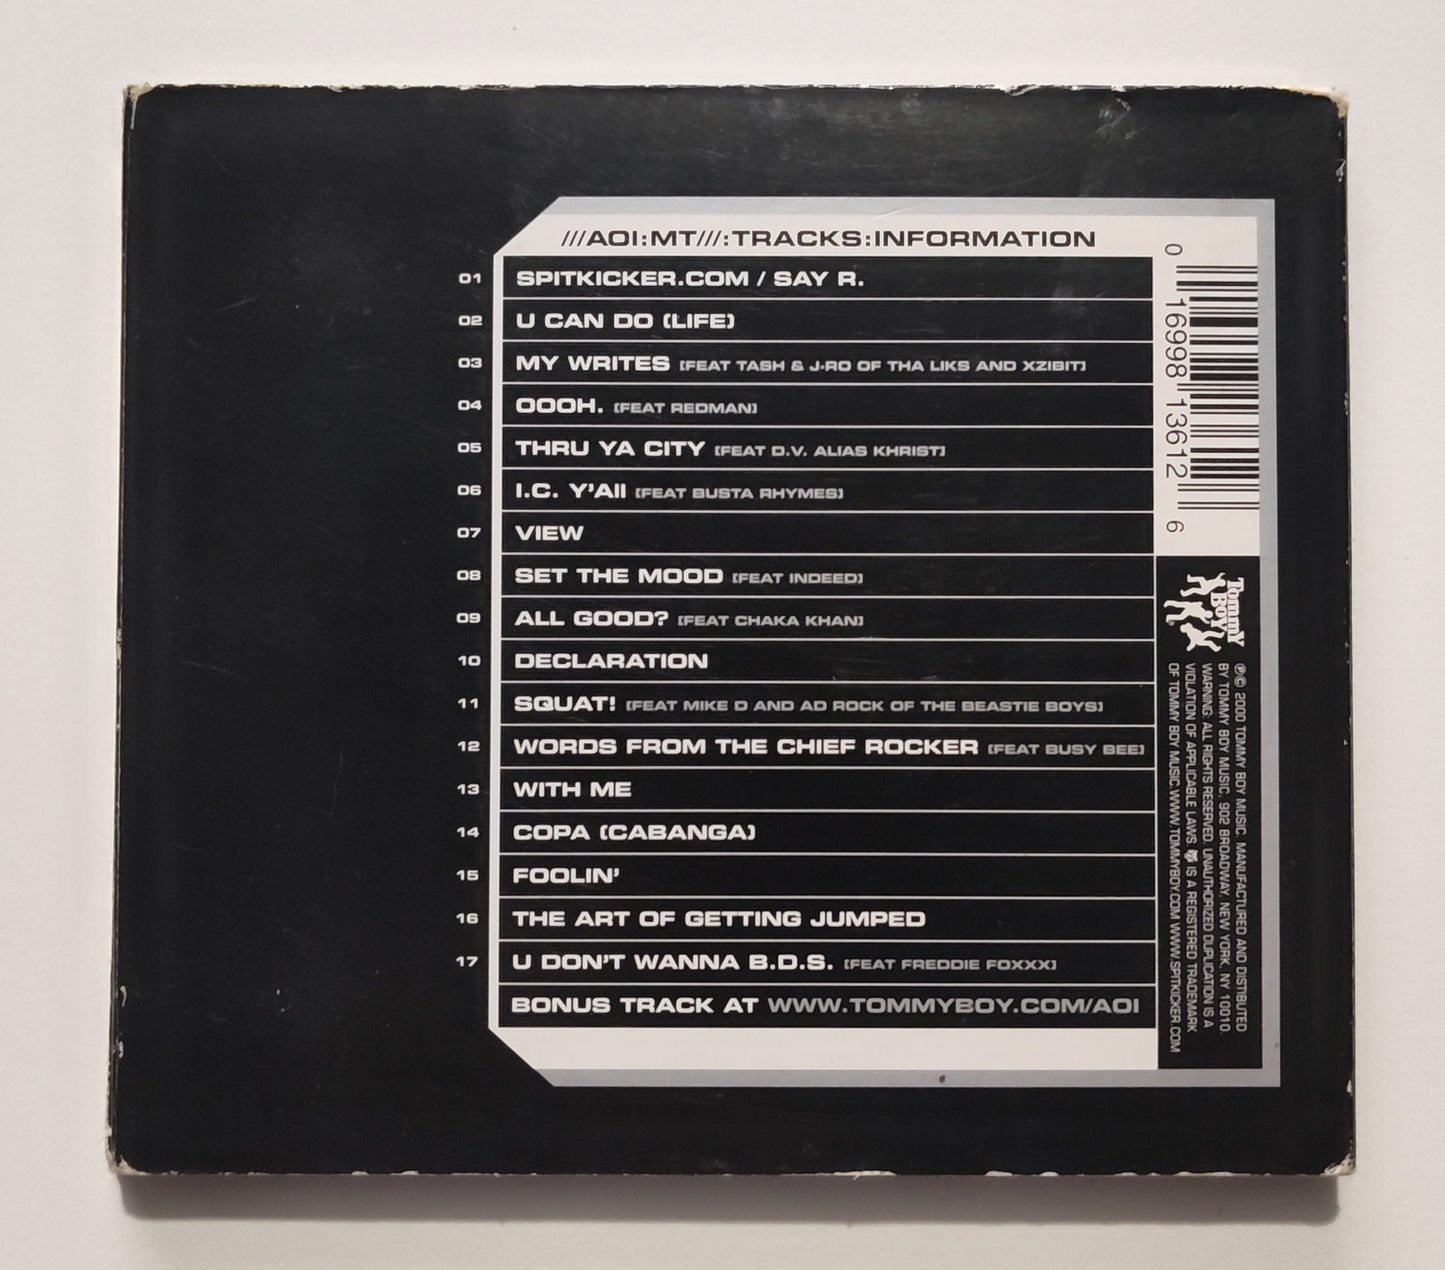 ///AOI:MT///:TRACKS:INFORMATION
01 SPITKICKER.COM / SAY R.
02 U CAN DO (LIFE)
03 MY WRITES [FEAT TASH & J-RO OF THA LIKS AND XZIBIT]
04 OOOH. [FEAT REDMAN]
05 THRU YA CITY [FEAT D.V. ALIAS KHRIST]
06 I.C. Y'All [FEAT BUSTA RHYMES]
07 VIEW
08 SET THE MOOD [FEAT INDEED]
09 ALL GOOD? [FEAT CHAKA KHAN]
10 DECLARATION
11 SQUAT! [FEAT MIKE D AND AD ROCK OF THE BEASTIE BOYS]
12 WORDS FROM THE CHIEF ROCKER [FEAT BUSY BEE]
13 WITH ME
14 COPA (CABANGA)
15 FOOLIN'
16 THE ART OF GETTING JUMPED
17 U DON'T WANNA B.D.S. [FEAT FREDDIE FOXXX]
BONUS TRACK AT WWW.TOMMYBOY.COM/AOI
0 16998 13612 6
Tommy
Boy
℗© 2000 TOMMY BOY MUSIC. MANUFACTURED AND DISTIBUTED
BY TOMMY BOY MUSIC, 902 BROADWAY, NEW YORK, NY 10010.
WARNING: ALL RIGHTS RESERVED. UNAUTHORIZED DUPLICATION IS A
VIOLATION OF APPLICABLE LAWS. IS A REGISTERED TRADEMARK
OF TOMMY BOY MUSIC.WWW.TOMMYBOY.COM WWW.SPITKICKER.COM